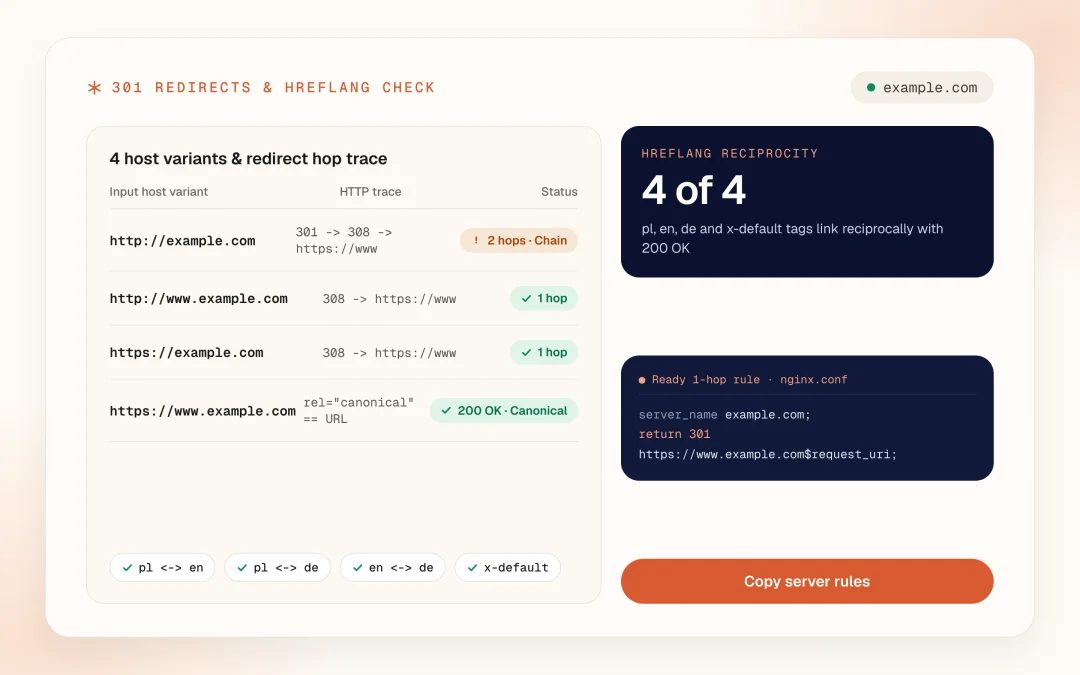 301 REDIRECTS & HREFLANG CHECK
example.com
4 host variants & redirect hop trace
Input host variant HTTP trace Status
http://example.com 301 -> 308 -> https://www ! 2 hops · Chain
http://www.example.com 308 -> https://www ✓ 1 hop
https://example.com 308 -> https://www ✓ 1 hop
https://www.example.com rel="canonical" == URL ✓ 200 OK · Canonical
✓ pl <-> en ✓ pl <-> de ✓ en <-> de ✓ x-default
HREFLANG RECIPROCITY
4 of 4
pl, en, de and x-default tags link reciprocally with
200 OK
Ready 1-hop rule · nginx.conf
server_name example.com;
return 301
https://www.example.com$request_uri;
Copy server rules